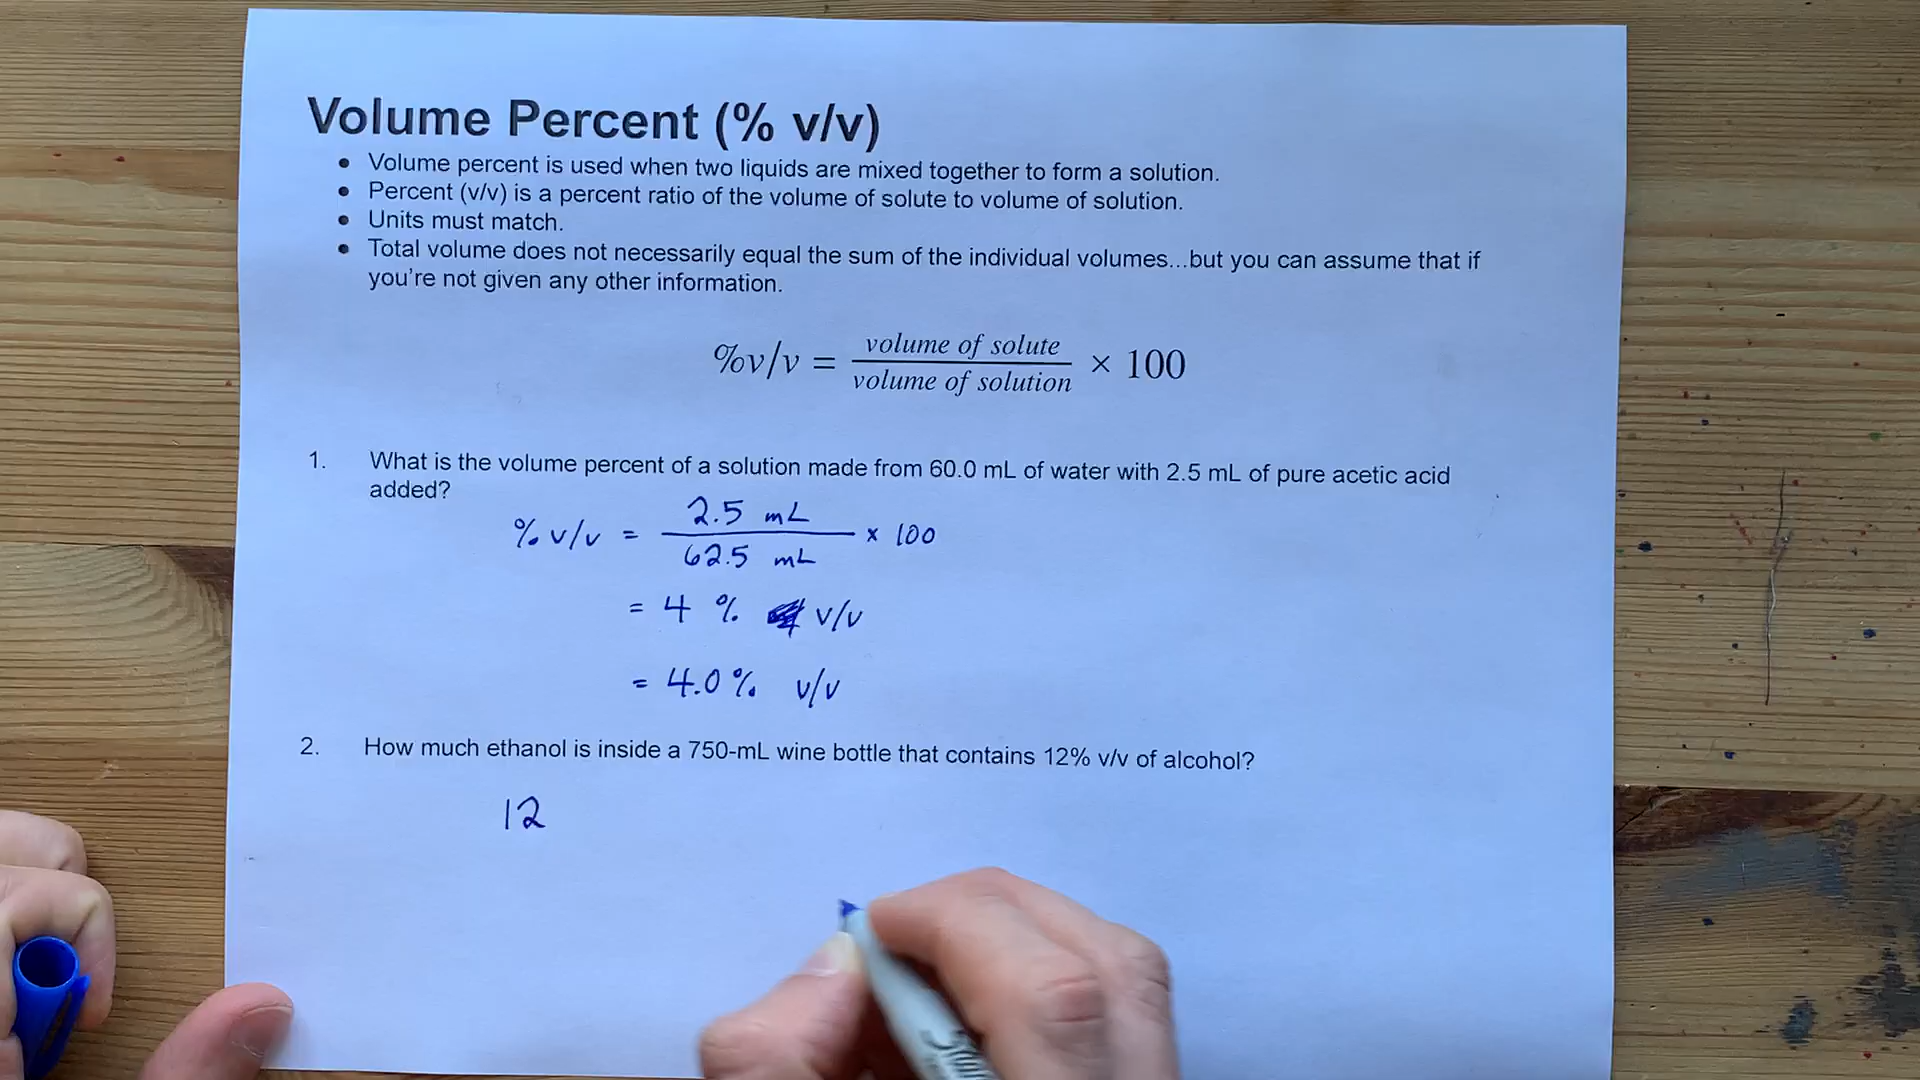 Volume Percent (% v/v)
• Volume percent is used when two liquids are mixed together to form a solution.
• Percent (v/v) is a percent ratio of the volume of solute to volume of solution.
• Units must match.
• Total volume does not necessarily equal the sum of the individual volumes...but you can assume that if
you're not given any other information.
%v/v = volume of solute / volume of solution × 100
1. What is the volume percent of a solution made from 60.0 mL of water with 2.5 mL of pure acetic acid
added?
% v/v = 2.5 mL / 62.5 mL × 100
= 4 % v/v
= 4.0 % v/v
2. How much ethanol is inside a 750-mL wine bottle that contains 12% v/v of alcohol?
12